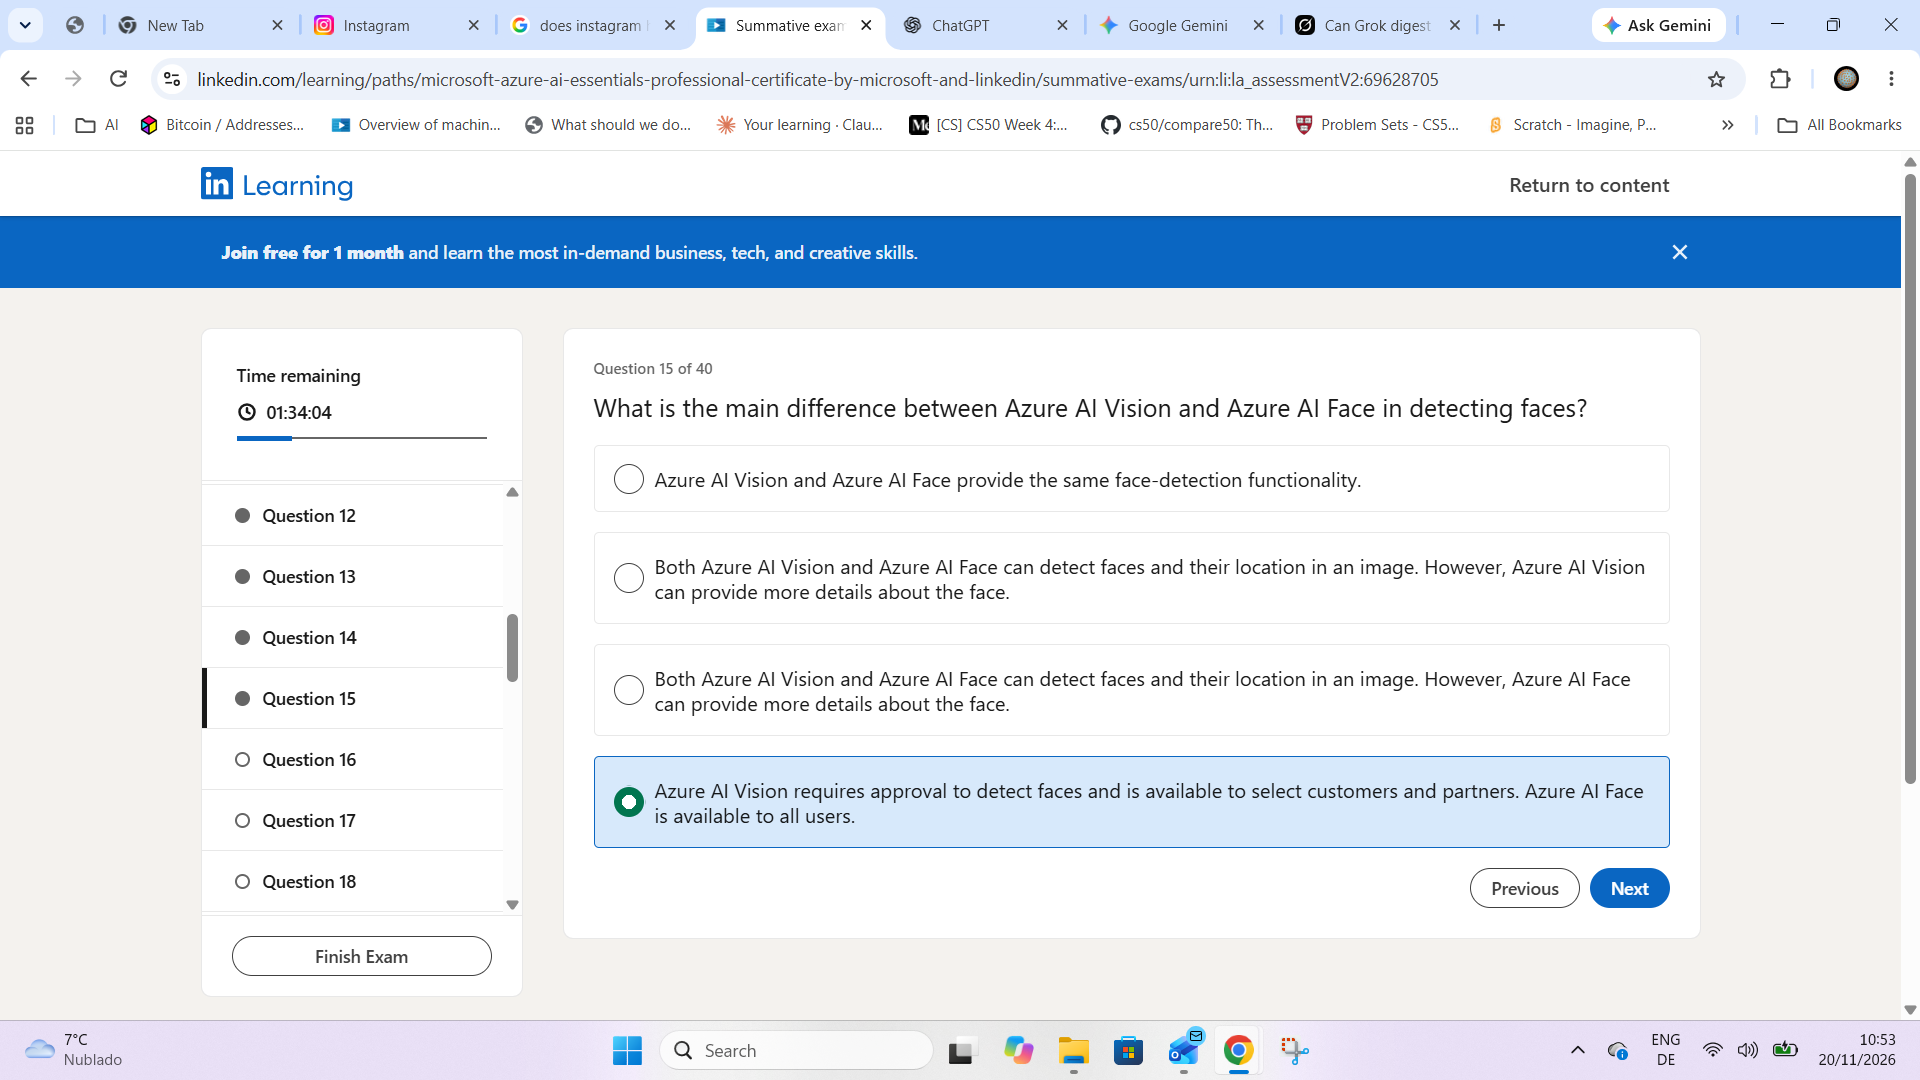 New Tab
Instagram
does instagram
Summative exam
ChatGPT
Google Gemini
Can Grok digest
Ask Gemini
linkedin.com/learning/paths/microsoft-azure-ai-essentials-professional-certificate-by-microsoft-and-linkedin/summative-exams/urn:li:la_assessmentV2:69628705
AI
Bitcoin / Addresses...
Overview of machin...
What should we do...
Your learning · Clau...
[CS] CS50 Week 4:...
cs50/compare50: Th...
Problem Sets - CS5...
Scratch - Imagine, P...
All Bookmarks
in Learning
Return to content
Join free for 1 month and learn the most in-demand business, tech, and creative skills.
Time remaining
01:34:04
Question 12
Question 13
Question 14
Question 15
Question 16
Question 17
Question 18
Finish Exam
Question 15 of 40
What is the main difference between Azure AI Vision and Azure AI Face in detecting faces?
Azure AI Vision and Azure AI Face provide the same face-detection functionality.
Both Azure AI Vision and Azure AI Face can detect faces and their location in an image. However, Azure AI Vision
can provide more details about the face.
Both Azure AI Vision and Azure AI Face can detect faces and their location in an image. However, Azure AI Face
can provide more details about the face.
Azure AI Vision requires approval to detect faces and is available to select customers and partners. Azure AI Face
is available to all users.
Previous
Next
7°C
Nublado
Search
ENG
DE
10:53
20/11/2026